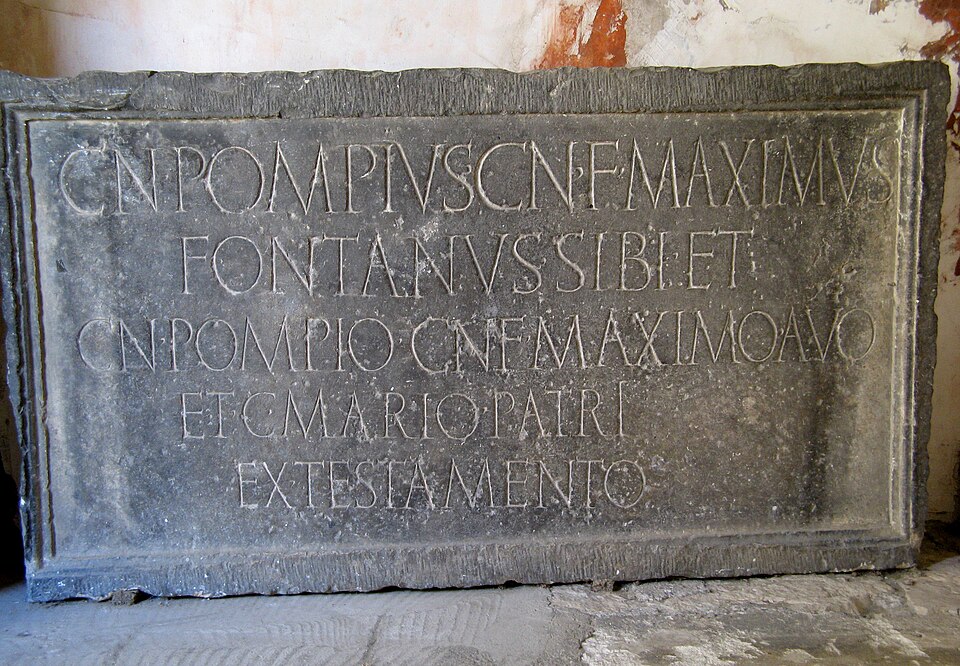 CN·POMPIVS·CN·F·MAXIMVS
FONTANVS SIBI·ET
CN·POMPIO CN F MAXIMO AVO
ET·C·MARIO·PATRI
EX TESTAMENTO